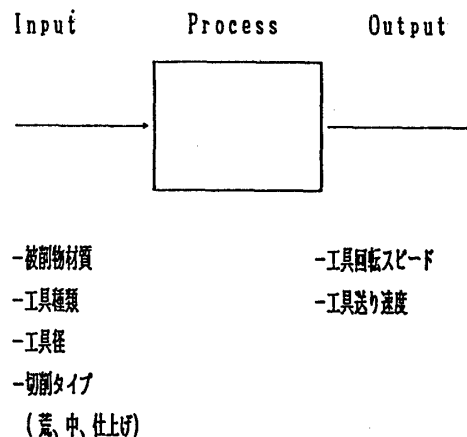 Input Process Output
-被削物材質
-工具種類
-工具径
-切削タイプ
(荒、中、仕上げ)
-工具回転スピード
-工具送り速度